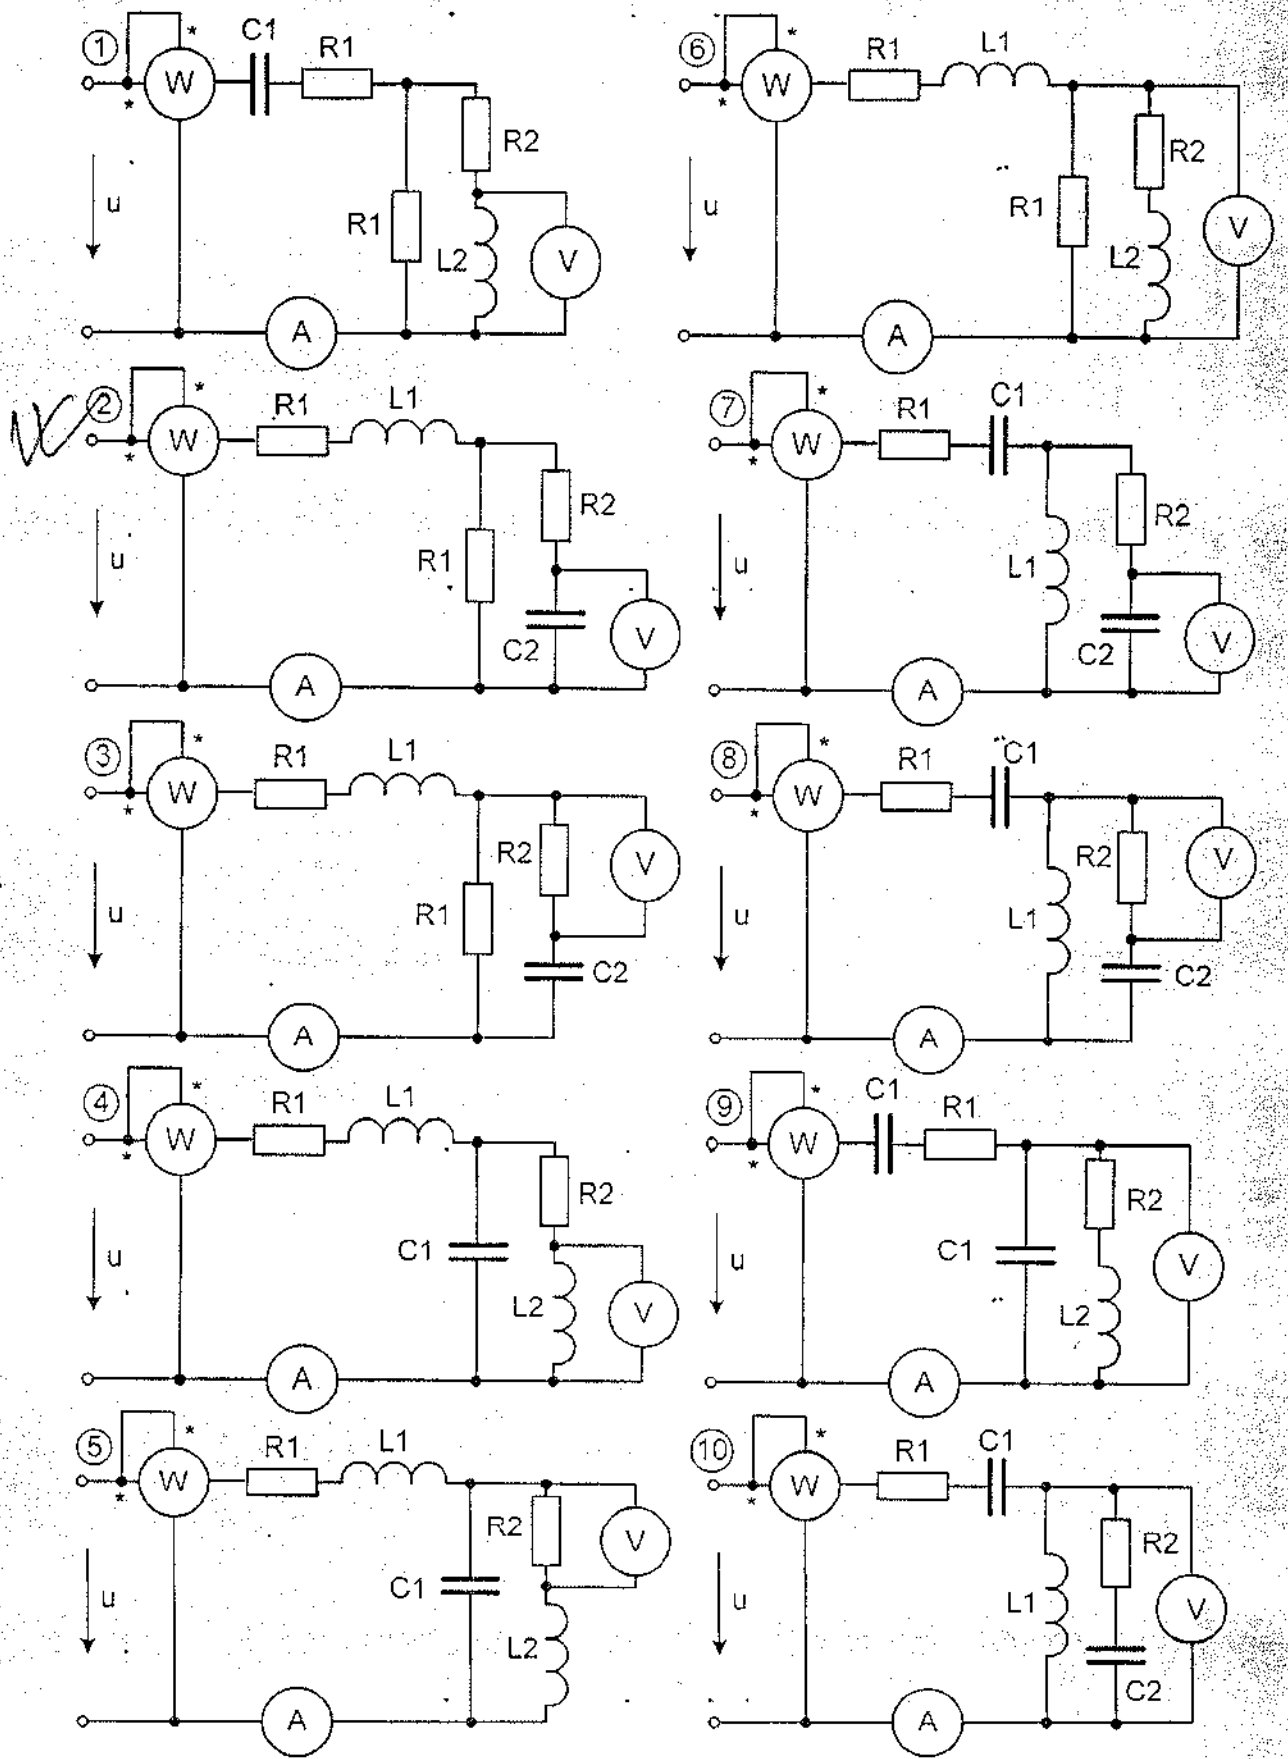 ① * C1 R1
W
*
R2
u R1
L2 V
A
② * R1 L1
W
*
R2
u R1
C2 V
A
③ * R1 L1
W
*
R2 V
u R1
C2
A
④ * R1 L1
W
*
R2
u C1
L2 V
A
⑤ * R1 L1
W
*
R2 V
u C1
L2
A
⑥ * R1 L1
W
*
R2
u R1 V
L2
A
⑦ * R1 C1
W
*
R2
u L1
C2 V
A
⑧ * R1 C1
W
*
R2 V
u L1
C2
A
⑨ * C1 R1
W
*
R2
u C1 V
L2
A
⑩ * R1 C1
W
*
R2
u L1 V
C2
A